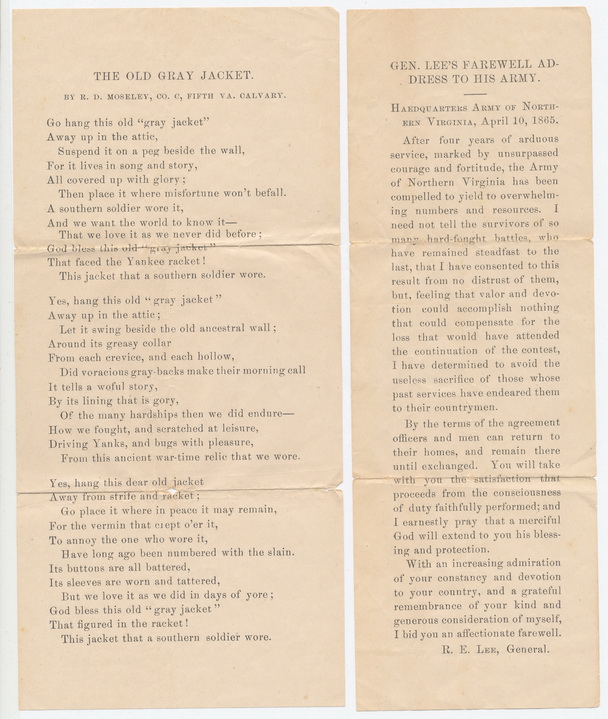 THE OLD GRAY JACKET.
BY R. D. MOSELEY, CO. C, FIFTH VA. CALVARY.
Go hang this old "gray jacket"
Away up in the attic,
Suspend it on a peg beside the wall,
For it lives in song and story,
All covered up with glory;
Then place it where misfortune won't befall.
A southern soldier wore it,
And we want the world to know it—
That we love it as we never did before;
God bless this old "gray jacket"
That faced the Yankee racket!
This jacket that a southern soldier wore.
Yes, hang this old "gray jacket"
Away up in the attic;
Let it swing beside the old ancestral wall;
Around its greasy collar
From each crevice, and each hollow,
Did voracious gray-backs make their morning call
It tells a woful story,
By its lining that is gory,
Of the many hardships then we did endure—
How we fought, and scratched at leisure,
Driving Yanks, and bugs with pleasure,
From this ancient war-time relic that we wore.
Yes, hang this dear old jacket
Away from strife and racket;
Go place it where in peace it may remain,
For the vermin that crept o'er it,
To annoy the one who wore it,
Have long ago been numbered with the slain.
Its buttons are all battered,
Its sleeves are worn and tattered,
But we love it as we did in days of yore;
God bless this old "gray jacket"
That figured in the racket!
This jacket that a southern soldier wore.
GEN. LEE'S FAREWELL AD-
DRESS TO HIS ARMY.
HAEDQUARTERS ARMY OF NORTH-
ERN VIRGINIA, April 10, 1865.
After four years of arduous
service, marked by unsurpassed
courage and fortitude, the Army
of Northern Virginia has been
compelled to yield to overwhelm-
ing numbers and resources. I
need not tell the survivors of so
many hard-fought battles, who
have remained steadfast to the
last, that I have consented to this
result from no distrust of them,
but, feeling that valor and devo-
tion could accomplish nothing
that could compensate for the
loss that would have attended
the continuation of the contest,
I have determined to avoid the
useless sacrifice of those whose
past services have endeared them
to their countrymen.
By the terms of the agreement
officers and men can return to
their homes, and remain there
until exchanged. You will take
with you the satisfaction that
proceeds from the consciousness
of duty faithfully performed; and
I earnestly pray that a merciful
God will extend to you his bless-
ing and protection.
With an increasing admiration
of your constancy and devotion
to your country, and a grateful
remembrance of your kind and
generous consideration of myself,
I bid you an affectionate farewell.
R. E. LEE, General.